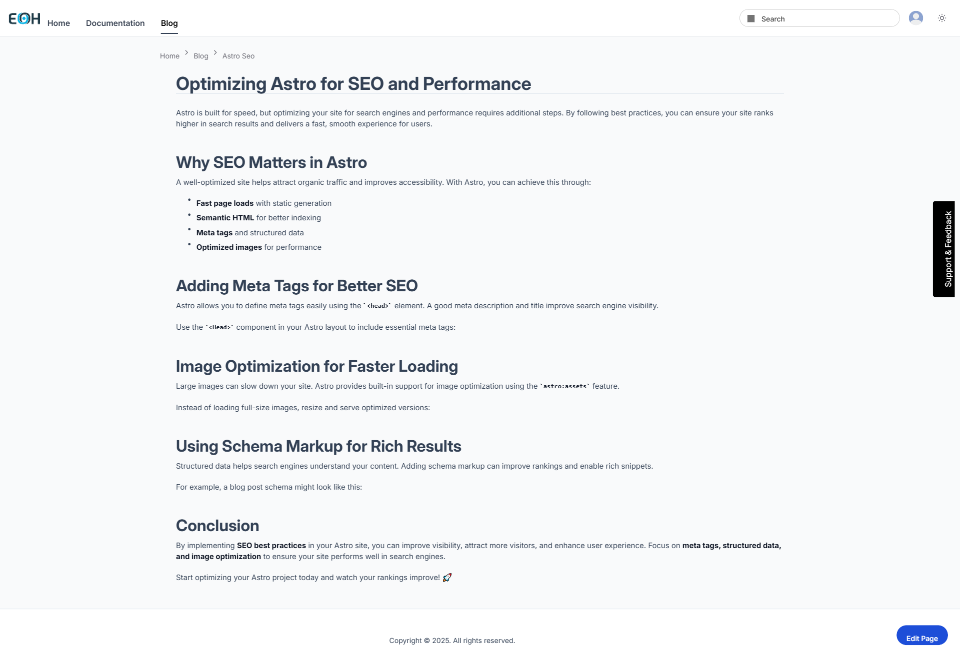 EOH
Home
Documentation
Blog
Search
Home
Blog
Astro Seo
Optimizing Astro for SEO and Performance
Astro is built for speed, but optimizing your site for search engines and performance requires additional steps. By following best practices, you can ensure your site ranks
higher in search results and delivers a fast, smooth experience for users.
Why SEO Matters in Astro
A well-optimized site helps attract organic traffic and improves accessibility. With Astro, you can achieve this through:
• Fast page loads with static generation
• Semantic HTML for better indexing
• Meta tags and structured data
• Optimized images for performance
Support & Feedback
Adding Meta Tags for Better SEO
Astro allows you to define meta tags easily using the `<head>` element. A good meta description and title improve search engine visibility.
Use the `<Head>` component in your Astro layout to include essential meta tags:
Image Optimization for Faster Loading
Large images can slow down your site. Astro provides built-in support for image optimization using the `astro:assets` feature.
Instead of loading full-size images, resize and serve optimized versions:
Using Schema Markup for Rich Results
Structured data helps search engines understand your content. Adding schema markup can improve rankings and enable rich snippets.
For example, a blog post schema might look like this:
Conclusion
By implementing SEO best practices in your Astro site, you can improve visibility, attract more visitors, and enhance user experience. Focus on meta tags, structured data,
and image optimization to ensure your site performs well in search engines.
Start optimizing your Astro project today and watch your rankings improve! 🚀
Copyright © 2025. All rights reserved.
Edit Page